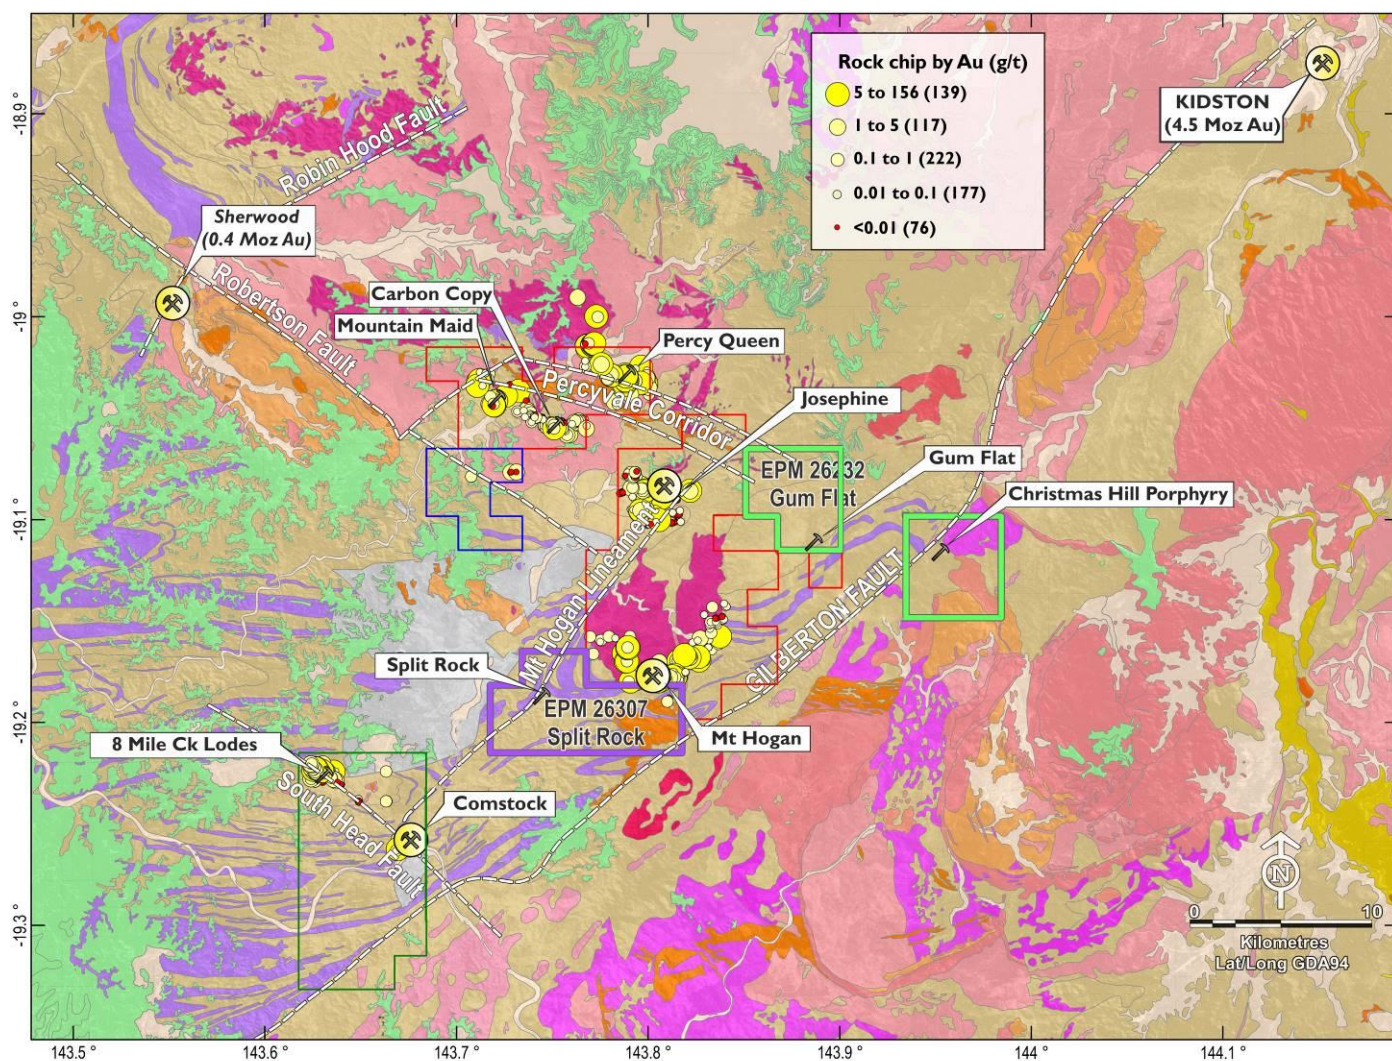 Rock chip by Au (g/t)
5 to 156 (139)
1 to 5 (117)
0.1 to 1 (222)
0.01 to 0.1 (177)
<0.01 (76)
KIDSTON
(4.5 Moz Au)
Robin Hood Fault
Sherwood
(0.4 Moz Au)
Robertson Fault
Carbon Copy
Mountain Maid
Percy Queen
Percyvale Corridor
Josephine
EPM 26232
Gum Flat
Gum Flat
Christmas Hill Porphyry
Mt Hogan Lineament
GILBERTON FAULT
Split Rock
EPM 26307
Split Rock
Mt Hogan
8 Mile Ck Lodes
South Head Fault
Comstock
N
0 10
Kilometres
Lat/Long GDA94
-18.9 °
-19 °
-19.1 °
-19.2 °
-19.3 °
143.5 ° 143.6 ° 143.7 ° 143.8 ° 143.9 ° 144 ° 144.1 °